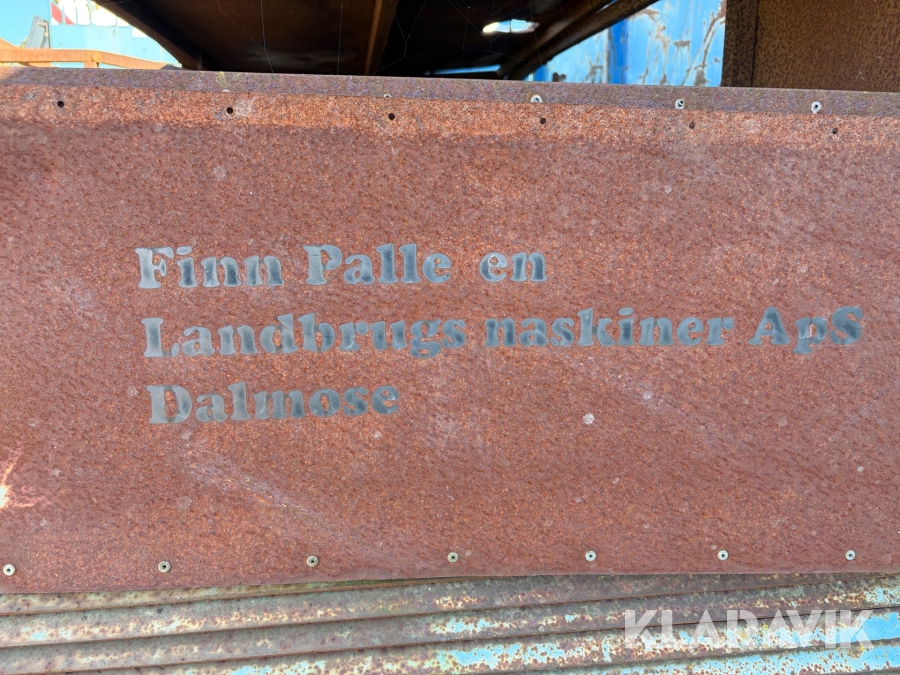 Finn Palle en
Landbrugs naskiner ApS
Dalmose
KLARAVIK